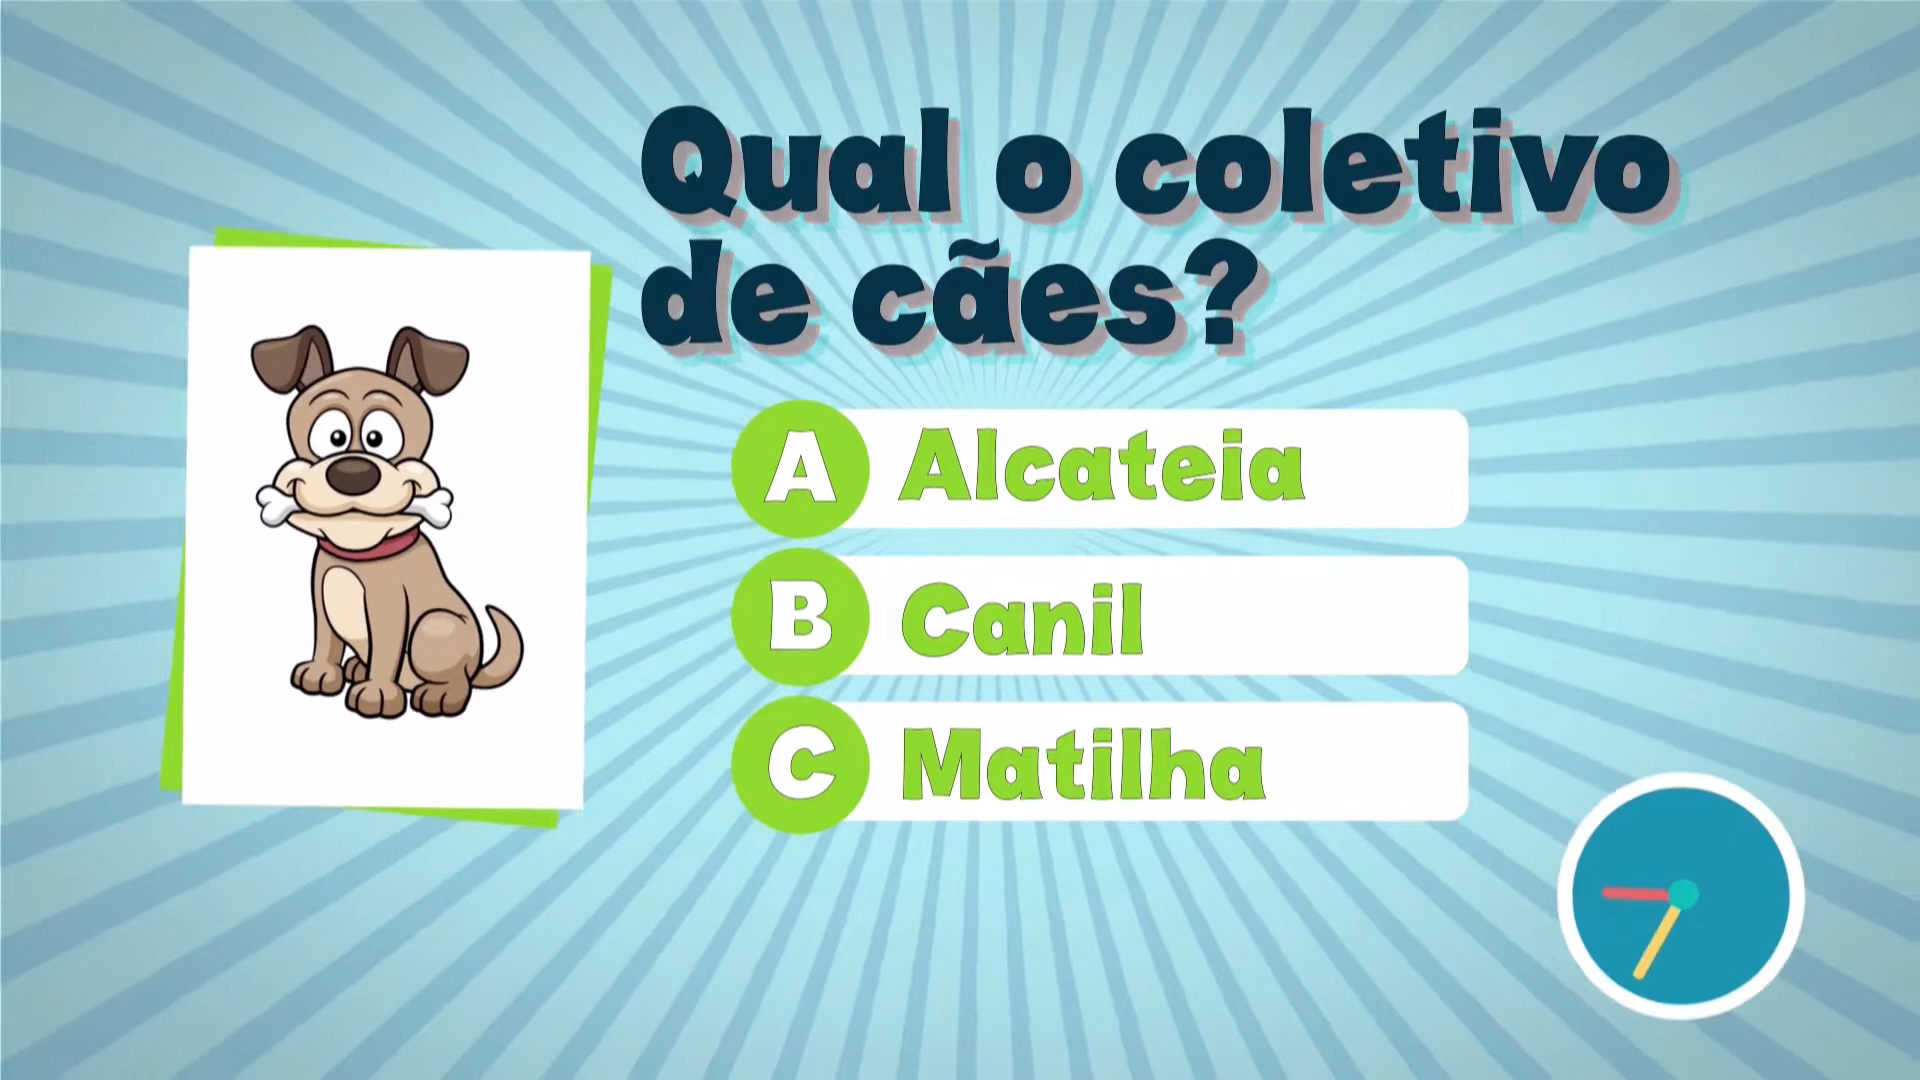 Qual o coletivo
de cães?
A Alcateia
B Canil
C Matilha